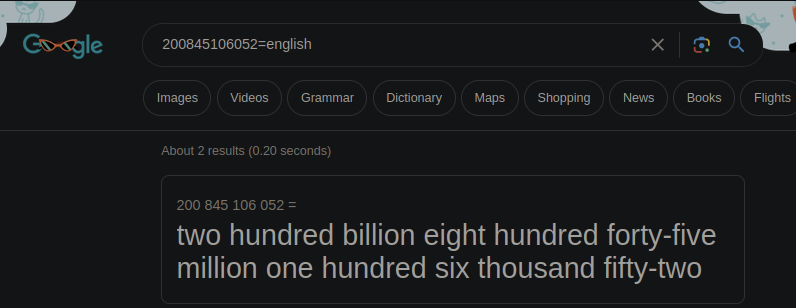 Google
200845106052=english
Images Videos Grammar Dictionary Maps Shopping News Books Flights
About 2 results (0.20 seconds)
200 845 106 052 =
two hundred billion eight hundred forty-five
million one hundred six thousand fifty-two